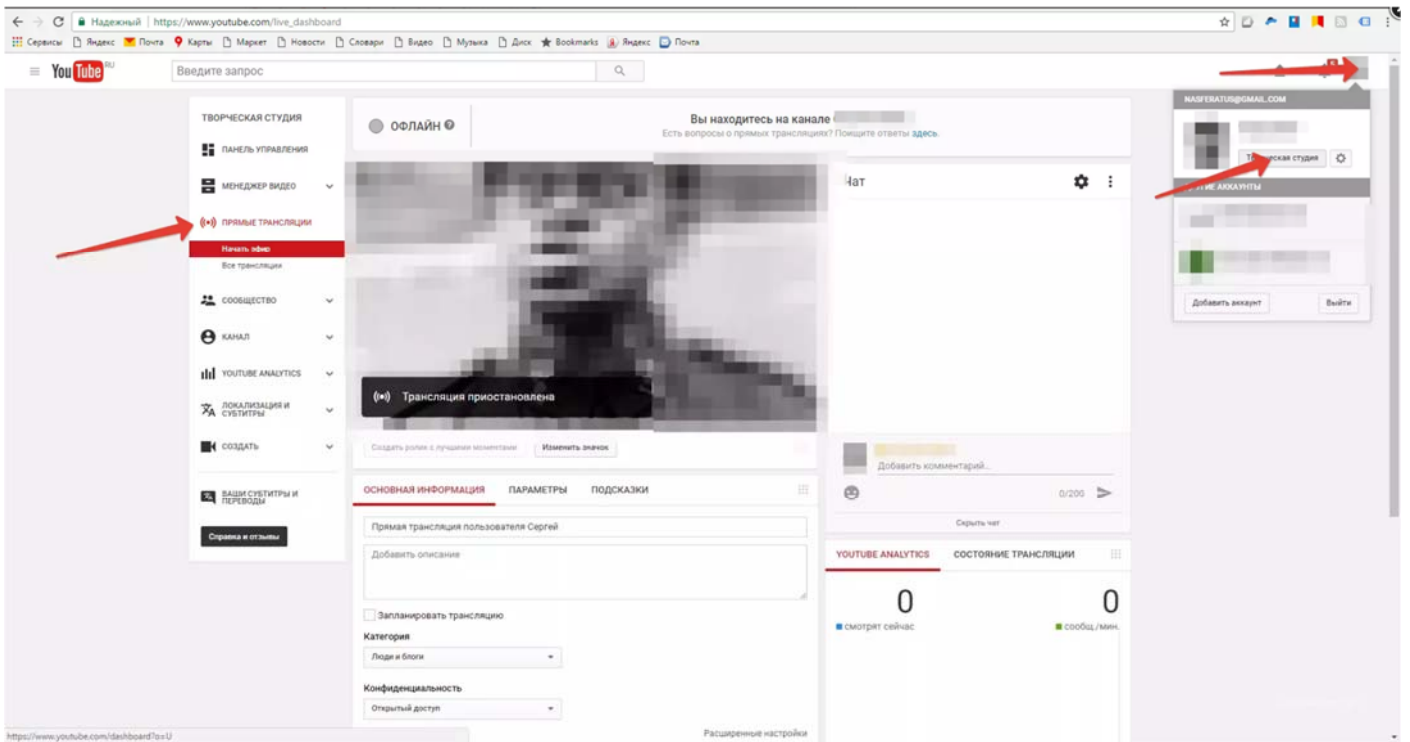 Надежный https://www.youtube.com/live_dashboard
Сервисы Яндекс Почта Карты Маркет Новости Словари Видео Музыка Диск Bookmarks Яндекс Почта
YouTube RU Введите запрос
NASFERATUS@GMAIL.COM
Творческая студия
ДРУГИЕ АККАУНТЫ
Добавить аккаунт Выйти
ТВОРЧЕСКАЯ СТУДИЯ
ПАНЕЛЬ УПРАВЛЕНИЯ
МЕНЕДЖЕР ВИДЕО
ПРЯМЫЕ ТРАНСЛЯЦИИ
Начать эфир
Все трансляции
СООБЩЕСТВО
КАНАЛ
YOUTUBE ANALYTICS
ЛОКАЛИЗАЦИЯ И
СУБТИТРЫ
СОЗДАТЬ
ВАШИ СУБТИТРЫ И
ПЕРЕВОДЫ
Справка и отзывы
ОФЛАЙН
Вы находитесь на канале
Есть вопросы о прямых трансляциях? Поищите ответы здесь.
Трансляция приостановлена
Создать ролик с лучшими моментами Изменить значок
ОСНОВНАЯ ИНФОРМАЦИЯ ПАРАМЕТРЫ ПОДСКАЗКИ
Прямая трансляция пользователя Сергей
Добавить описание
Запланировать трансляцию
Категория
Люди и блоги
Конфиденциальность
Открытый доступ
Расширенные настройки
Чат
Добавить комментарий...
0/200
Скрыть чат
YOUTUBE ANALYTICS СОСТОЯНИЕ ТРАНСЛЯЦИИ
0 0
смотрят сейчас сообщ./мин.
https://www.youtube.com/dashboard?o=U